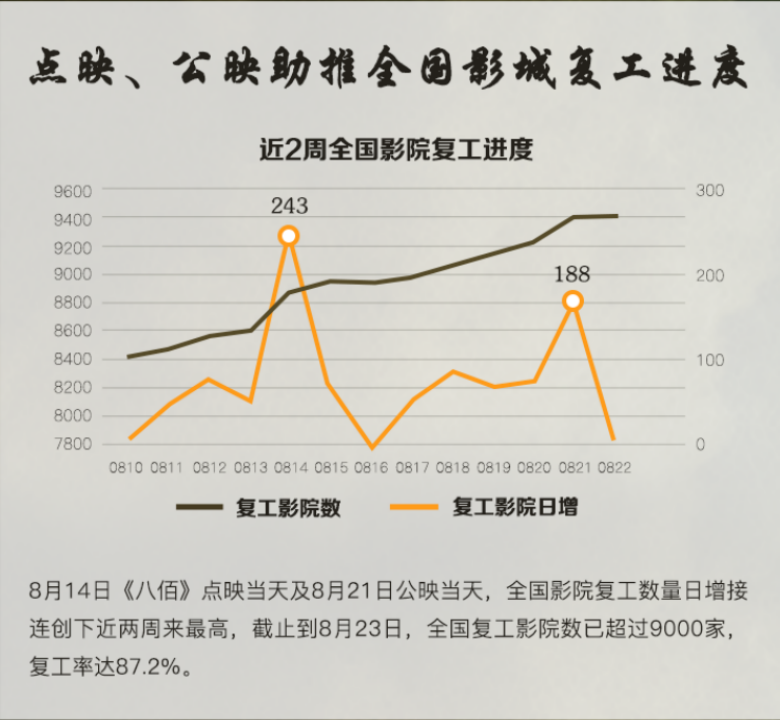 点映、公映助推全国影城复工进度
近2周全国影院复工进度
9600
9400
9200
9000
8800
8600
8400
8200
8000
7800
243
188
300
200
100
0
0810 0811 0812 0813 0814 0815 0816 0817 0818 0819 0820 0821 0822
复工影院数 复工影院日增
8月14日《八佰》点映当天及8月21日公映当天，全国影院复工数量日增接
连创下近两周来最高，截止到8月23日，全国复工影院数已超过9000家，
复工率达87.2%。